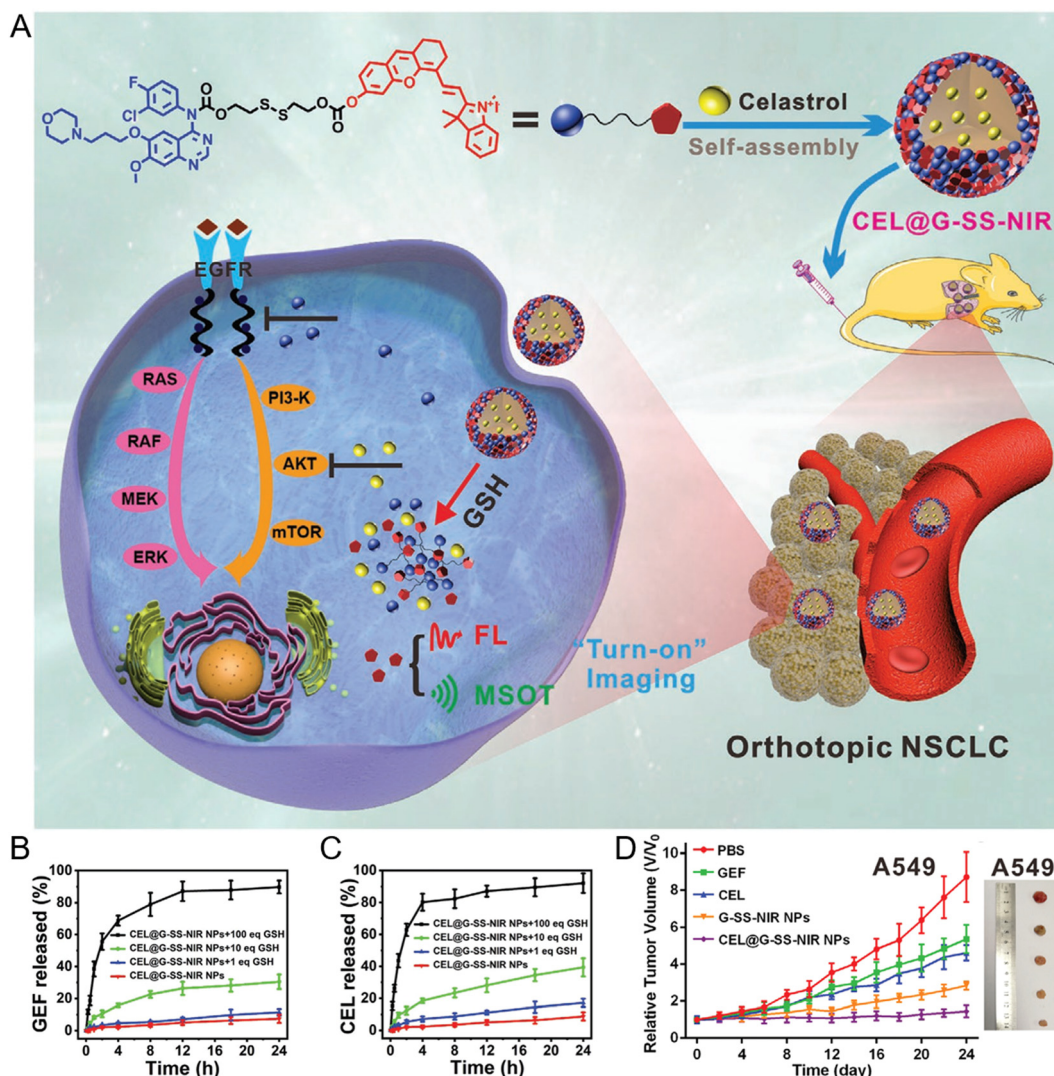 A
F
Cl
N
O
O
S
S
O
O
O
O
N⁺I⁻
O
N
O
O
N
N
=
Celastrol
Self-assembly
CEL@G-SS-NIR
EGFR
RAS
PI3-K
RAF
AKT
MEK
mTOR
ERK
GSH
FL
MSOT
"Turn-on"
Imaging
Orthotopic NSCLC
B
GEF released (%)
100
80
60
40
20
0
CEL@G-SS-NIR NPs+100 eq GSH
CEL@G-SS-NIR NPs+10 eq GSH
CEL@G-SS-NIR NPs+1 eq GSH
CEL@G-SS-NIR NPs
0 4 8 12 16 20 24
Time (h)
C
CEL released (%)
100
80
60
40
20
0
CEL@G-SS-NIR NPs+100 eq GSH
CEL@G-SS-NIR NPs+10 eq GSH
CEL@G-SS-NIR NPs+1 eq GSH
CEL@G-SS-NIR NPs
0 4 8 12 16 20 24
Time (h)
D
Relative Tumor Volume (V/V₀)
10
8
6
4
2
0
PBS
GEF
CEL
G-SS-NIR NPs
CEL@G-SS-NIR NPs
A549
0 4 8 12 16 20 24
Time (day)
A549